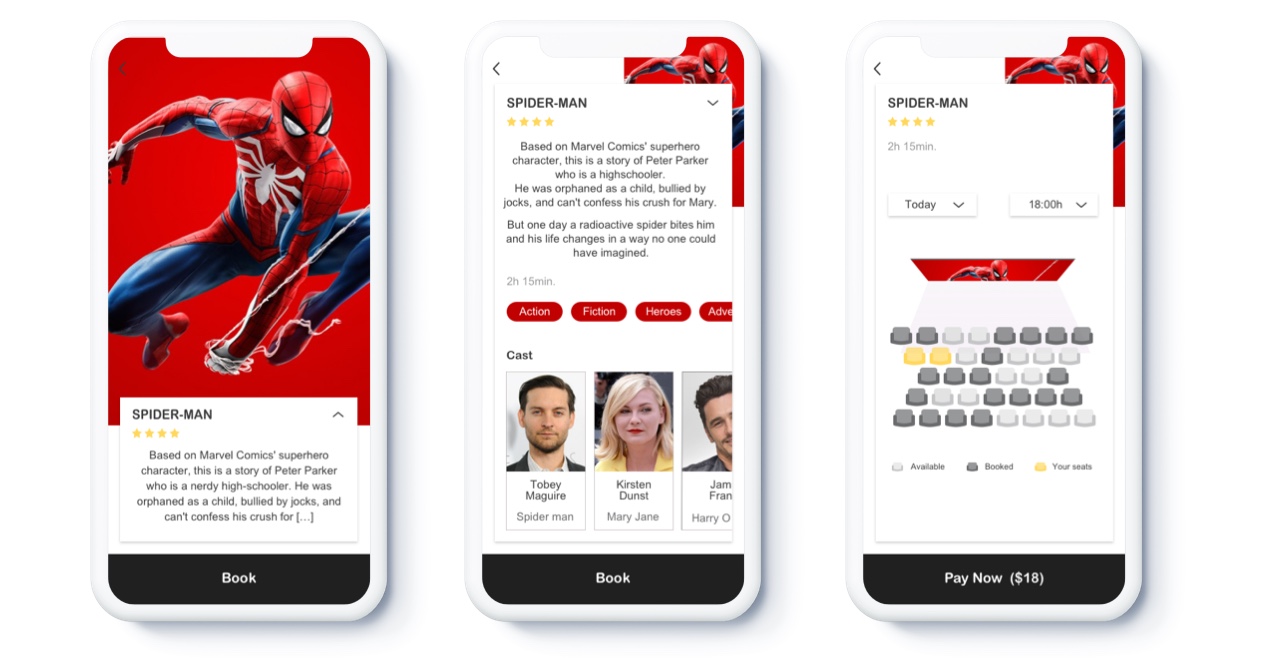 SPIDER-MAN
Based on Marvel Comics' superhero
character, this is a story of Peter Parker
who is a nerdy high-schooler. He was
orphaned as a child, bullied by jocks, and
can't confess his crush for [...]
Book
SPIDER-MAN
Based on Marvel Comics' superhero
character, this is a story of Peter Parker
who is a highschooler.
He was orphaned as a child, bullied by
jocks, and can't confess his crush for Mary.
But one day a radioactive spider bites him
and his life changes in a way no one could
have imagined.
2h 15min.
Action Fiction Heroes Adve
Cast
Tobey
Maguire
Spider man
Kirsten
Dunst
Mary Jane
Jam
Fran
Harry O
Book
SPIDER-MAN
2h 15min.
Today 18:00h
Available Booked Your seats
Pay Now ($18)